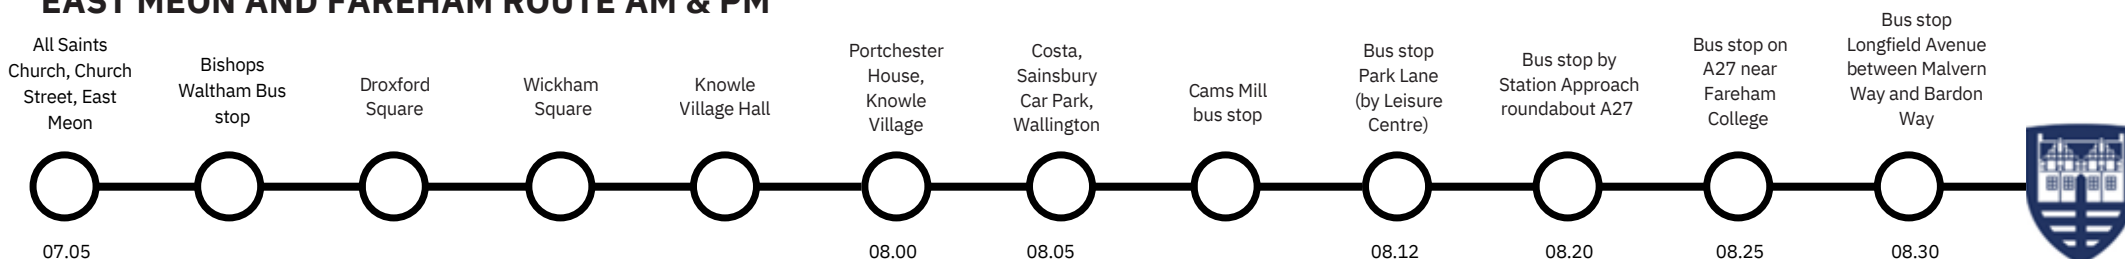 EAST MEON AND FAREHAM ROUTE AM & PM
All Saints
Church, Church
Street, East
Meon
Bishops
Waltham Bus
stop
Droxford
Square
Wickham
Square
Knowle
Village Hall
Portchester
House,
Knowle
Village
Costa,
Sainsbury
Car Park,
Wallington
Cams Mill
bus stop
Bus stop
Park Lane
(by Leisure
Centre)
Bus stop by
Station Approach
roundabout A27
Bus stop on
A27 near
Fareham
College
Bus stop
Longfield Avenue
between Malvern
Way and Bardon
Way
07.05
08.00
08.05
08.12
08.20
08.25
08.30